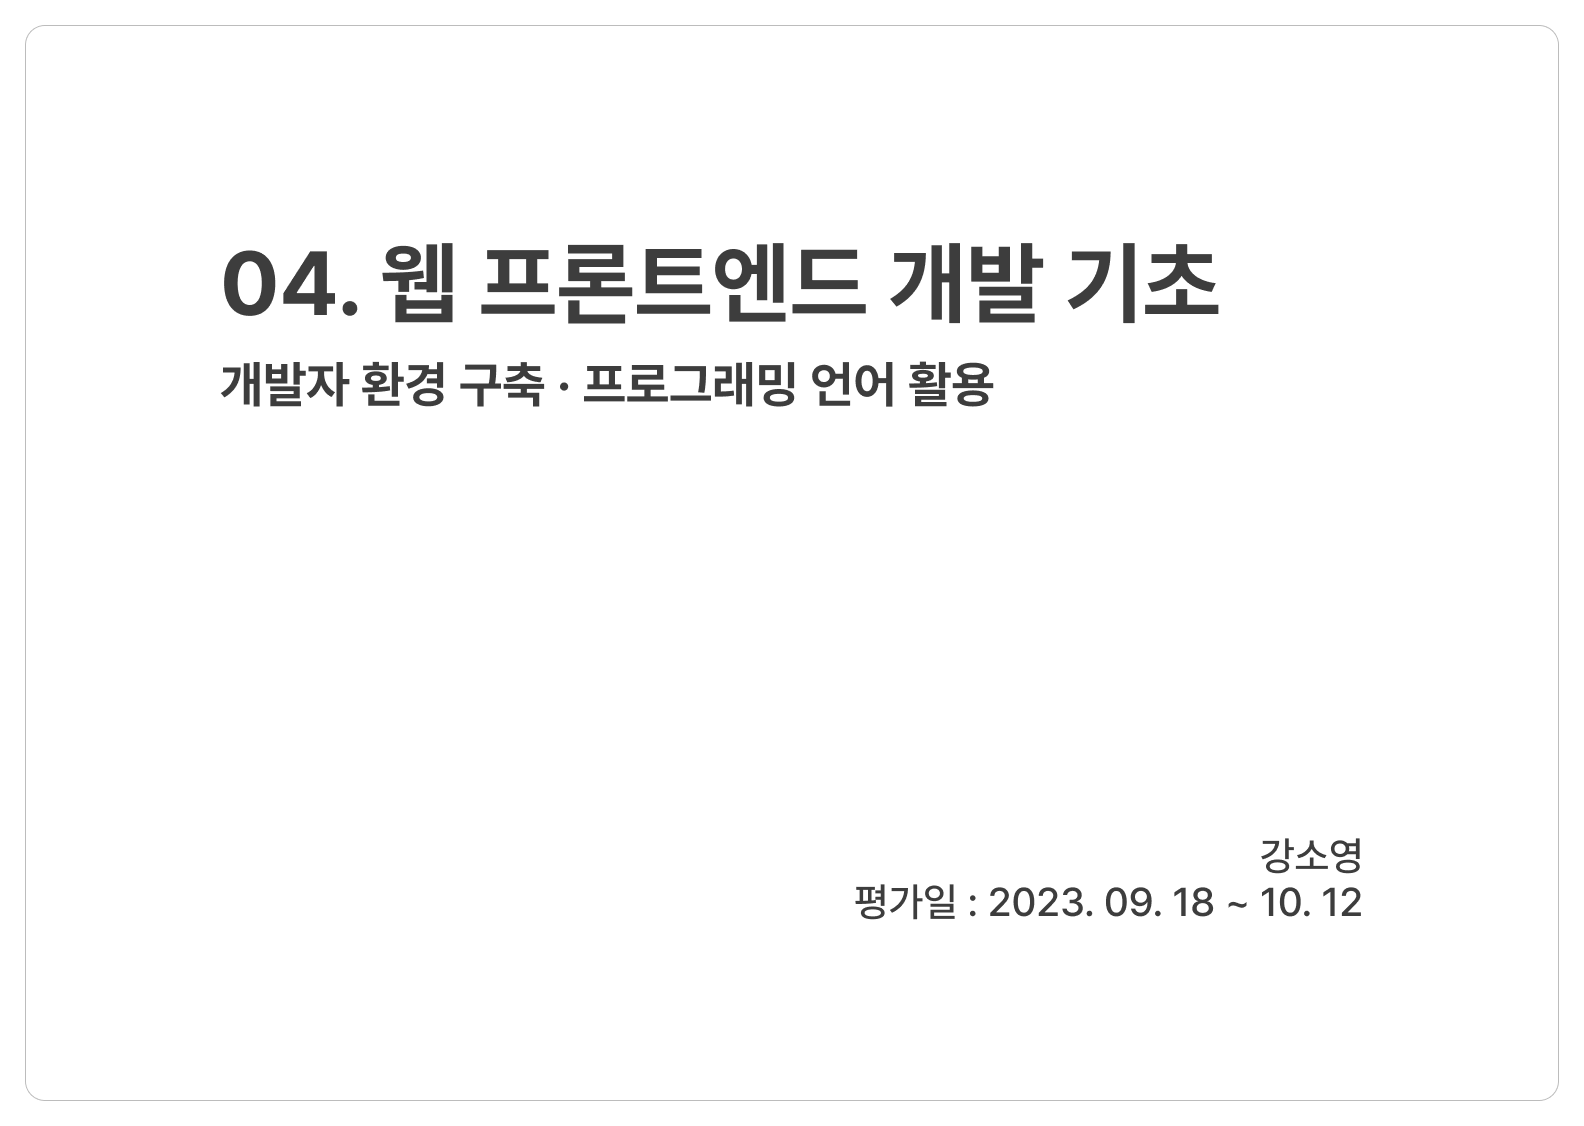 04. 웹 프론트엔드 개발 기초
개발자 환경 구축 · 프로그래밍 언어 활용
강소영
평가일 : 2023. 09. 18 ~ 10. 12